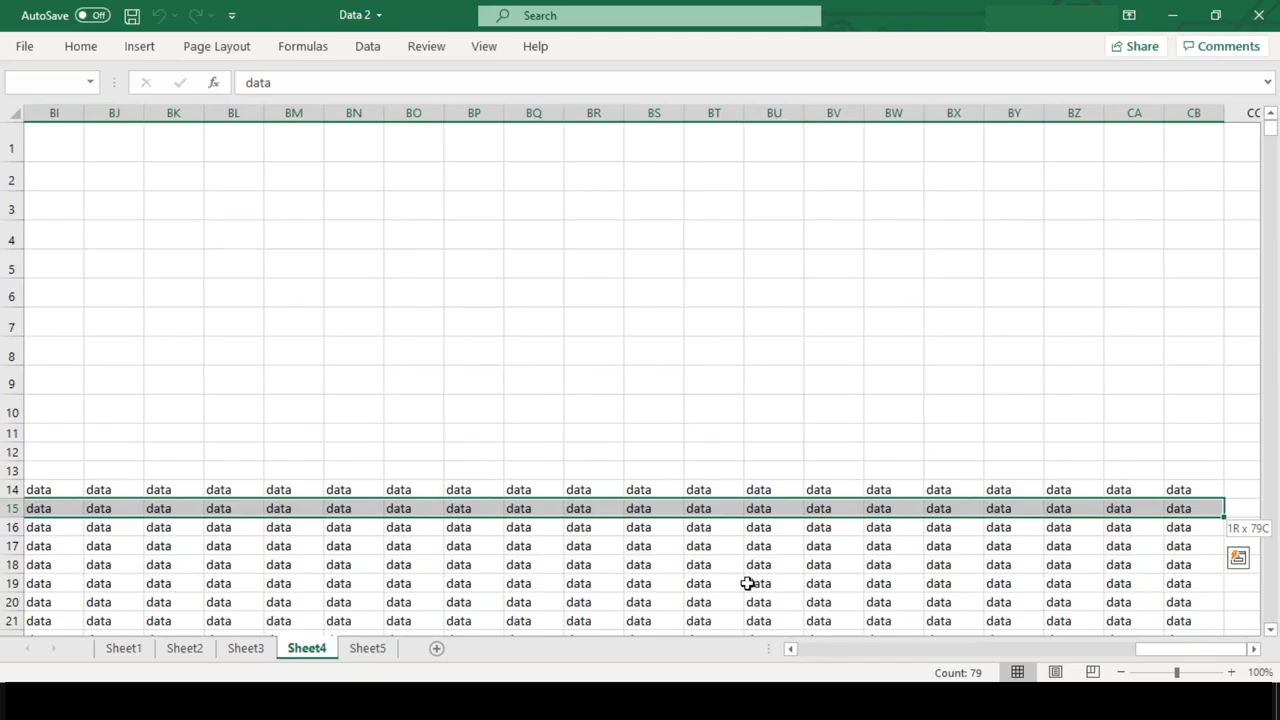 AutoSave Off Data 2 Search
File Home Insert Page Layout Formulas Data Review View Help Share Comments
fx data
BI BJ BK BL BM BN BO BP BQ BR BS BT BU BV BW BX BY BZ CA CB CC
1
2
3
4
5
6
7
8
9
10
11
12
13
14 data data data data data data data data data data data data data data data data data data data data
15 data data data data data data data data data data data data data data data data data data data data
1R x 79C
16 data data data data data data data data data data data data data data data data data data data data
17 data data data data data data data data data data data data data data data data data data data data
18 data data data data data data data data data data data data data data data data data data data data
19 data data data data data data data data data data data data data data data data data data data data
20 data data data data data data data data data data data data data data data data data data data data
21 data data data data data data data data data data data data data data data data data data data data
Sheet1 Sheet2 Sheet3 Sheet4 Sheet5
Count: 79 100%